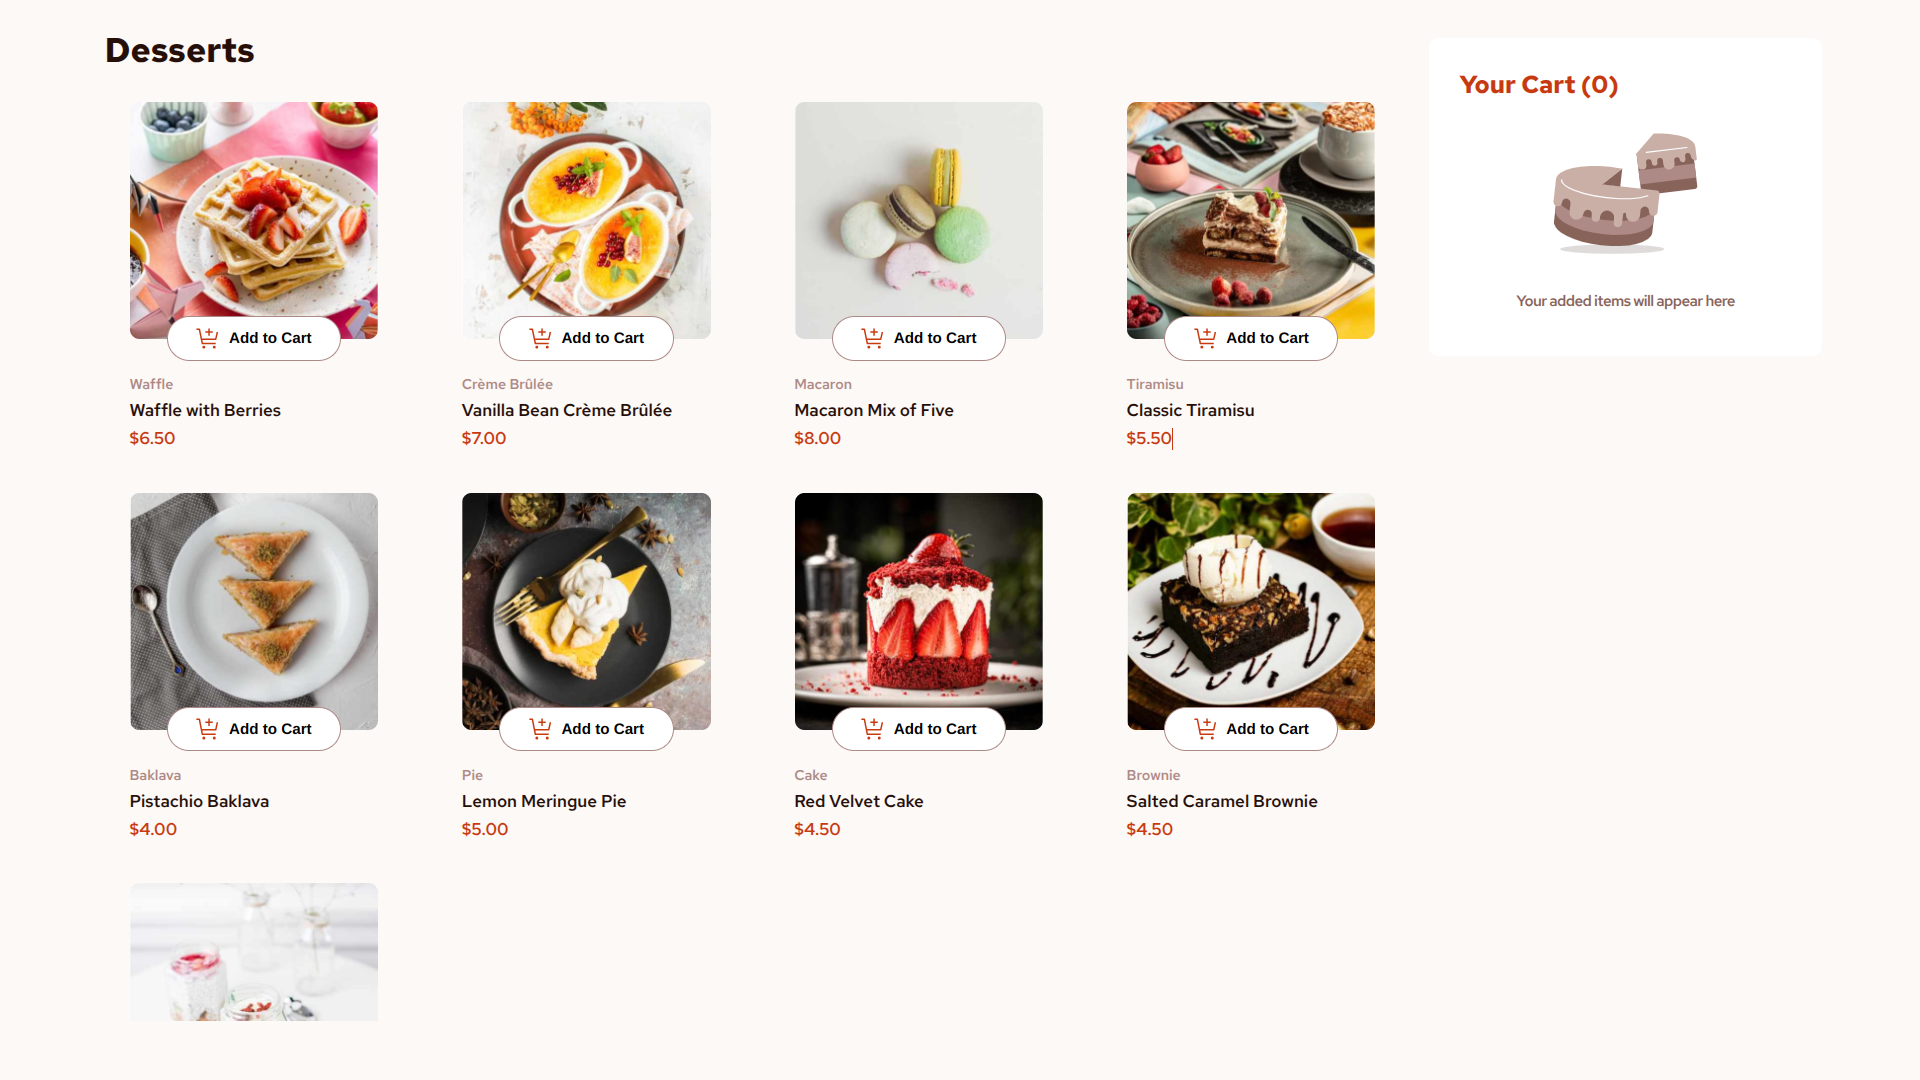 Desserts
Add to Cart
Waffle
Waffle with Berries
$6.50
Add to Cart
Crème Brûlée
Vanilla Bean Crème Brûlée
$7.00
Add to Cart
Macaron
Macaron Mix of Five
$8.00
Add to Cart
Tiramisu
Classic Tiramisu
$5.50
Add to Cart
Baklava
Pistachio Baklava
$4.00
Add to Cart
Pie
Lemon Meringue Pie
$5.00
Add to Cart
Cake
Red Velvet Cake
$4.50
Add to Cart
Brownie
Salted Caramel Brownie
$4.50
Your Cart (0)
Your added items will appear here